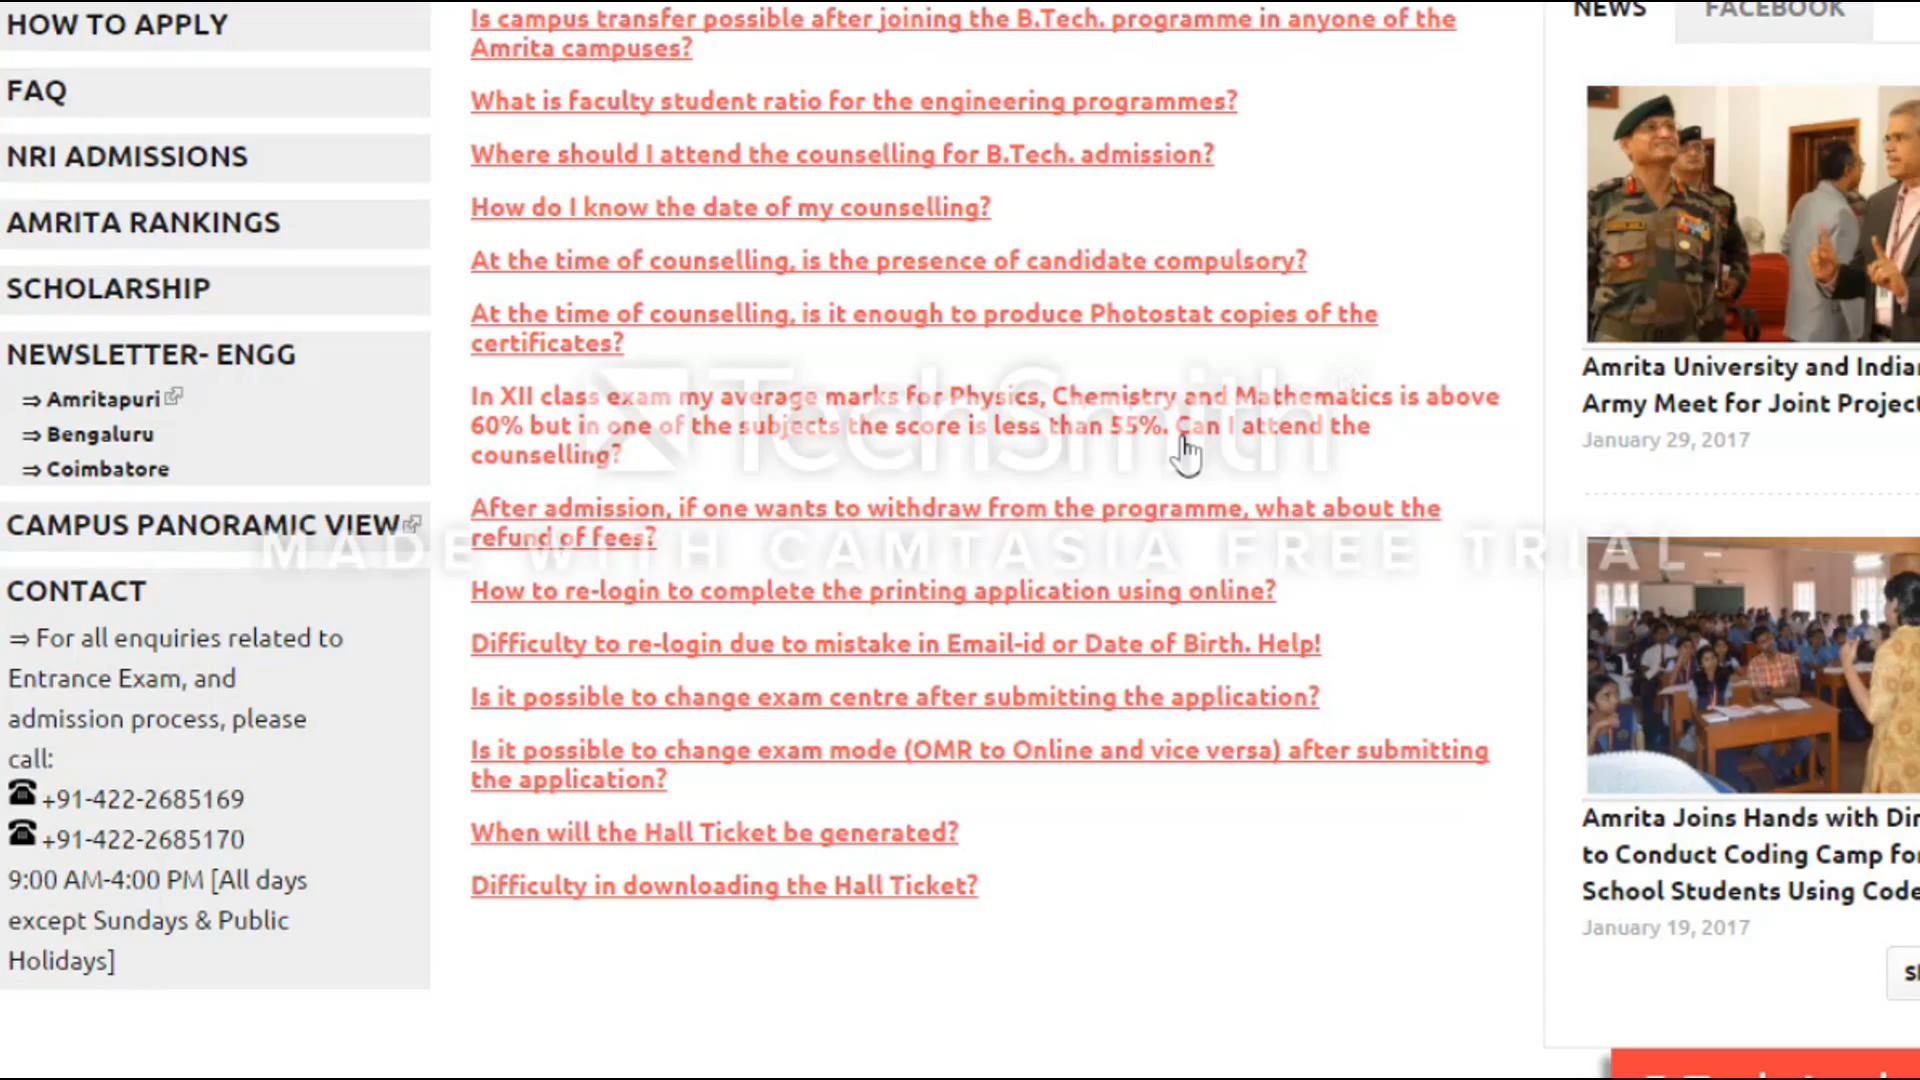 HOW TO APPLY
FAQ
NRI ADMISSIONS
AMRITA RANKINGS
SCHOLARSHIP
NEWSLETTER- ENGG
⇒ Amritapuri
⇒ Bengaluru
⇒ Coimbatore
CAMPUS PANORAMIC VIEW
CONTACT
⇒ For all enquiries related to
Entrance Exam, and
admission process, please
call:
+91-422-2685169
+91-422-2685170
9:00 AM-4:00 PM [All days
except Sundays & Public
Holidays]
Is campus transfer possible after joining the B.Tech. programme in anyone of the
Amrita campuses?
What is faculty student ratio for the engineering programmes?
Where should I attend the counselling for B.Tech. admission?
How do I know the date of my counselling?
At the time of counselling, is the presence of candidate compulsory?
At the time of counselling, is it enough to produce Photostat copies of the
certificates?
In XII class exam my average marks for Physics, Chemistry and Mathematics is above
60% but in one of the subjects the score is less than 55%. Can I attend the
counselling?
After admission, if one wants to withdraw from the programme, what about the
refund of fees?
How to re-login to complete the printing application using online?
Difficulty to re-login due to mistake in Email-id or Date of Birth. Help!
Is it possible to change exam centre after submitting the application?
Is it possible to change exam mode (OMR to Online and vice versa) after submitting
the application?
When will the Hall Ticket be generated?
Difficulty in downloading the Hall Ticket?
NEWS
FACEBOOK
Amrita University and India
Army Meet for Joint Project
January 29, 2017
Amrita Joins Hands with Di
to Conduct Coding Camp fo
School Students Using Code
January 19, 2017
TechSmith®
MADE WITH CAMTASIA FREE TRIAL